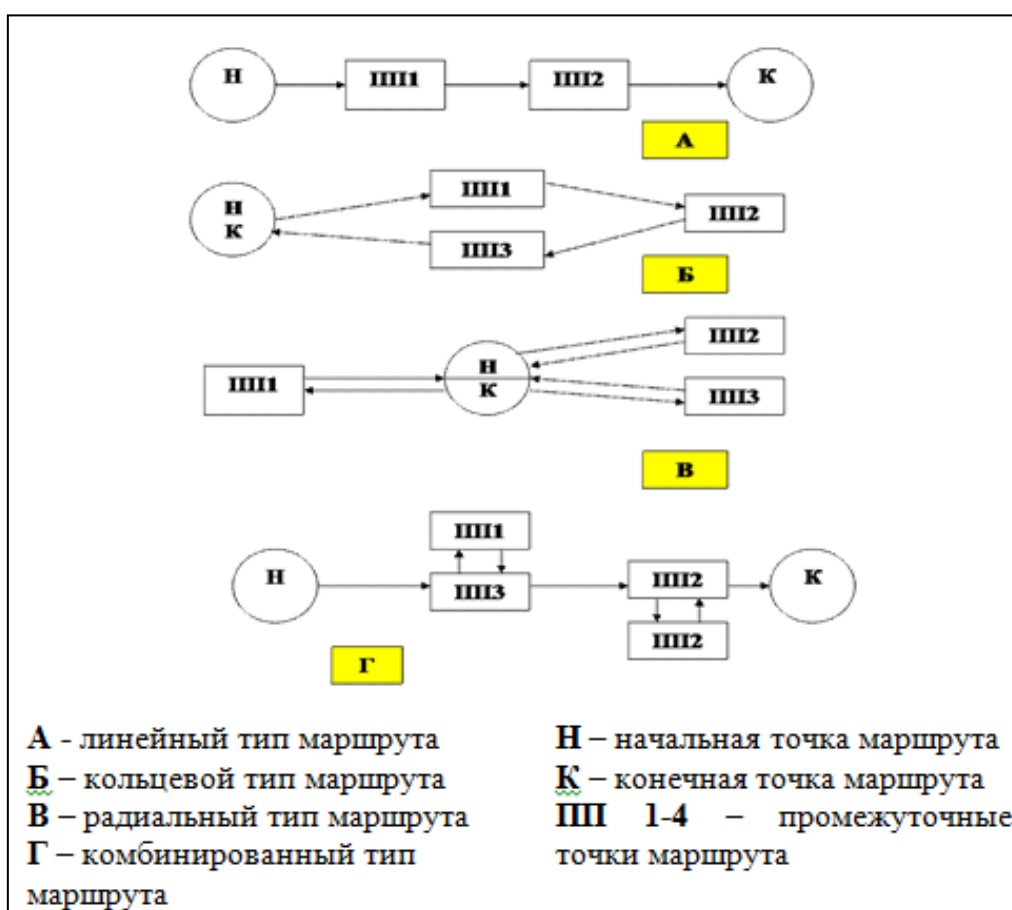 Н
ПП1
ПП2
К
А
Н
К
ПП1
ПП2
ПП3
Б
ПП1
Н
К
ПП2
ПП3
В
Н
ПП1
ПП3
ПП2
ПП2
К
Г
А - линейный тип маршрута
Б – кольцевой тип маршрута
В – радиальный тип маршрута
Г – комбинированный тип
маршрута
Н – начальная точка маршрута
К – конечная точка маршрута
ПП 1-4 – промежуточные
точки маршрута